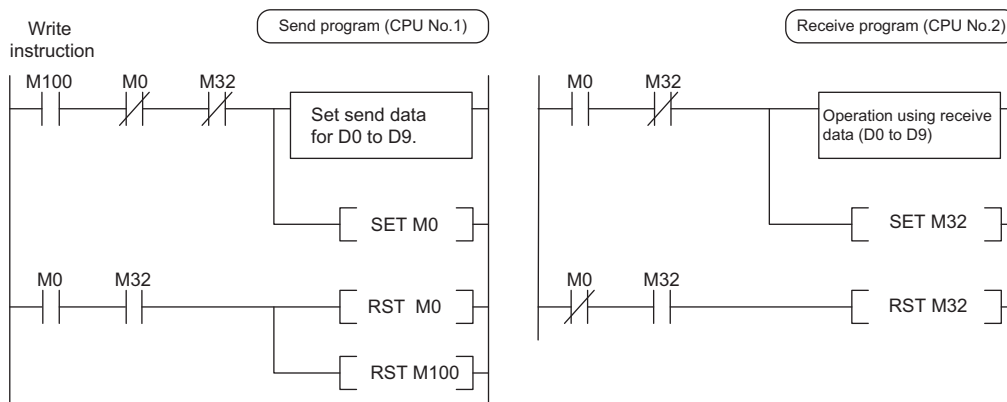 Write
instruction
Send program (CPU No.1)
M100 M0 M32
Set send data
for D0 to D9.
SET M0
M0 M32
RST M0
RST M100
Receive program (CPU No.2)
M0 M32
Operation using receive
data (D0 to D9)
SET M32
M0 M32
RST M32